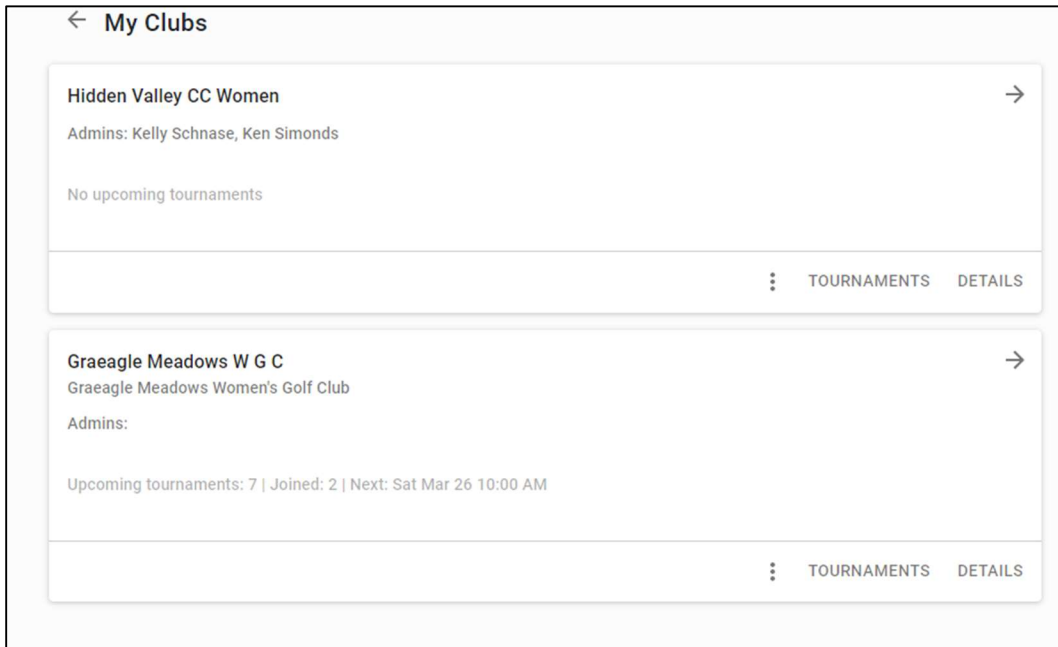 My Clubs
Hidden Valley CC Women
Admins: Kelly Schnase, Ken Simonds
No upcoming tournaments
TOURNAMENTS DETAILS
Graeagle Meadows W G C
Graeagle Meadows Women's Golf Club
Admins:
Upcoming tournaments: 7 | Joined: 2 | Next: Sat Mar 26 10:00 AM
TOURNAMENTS DETAILS